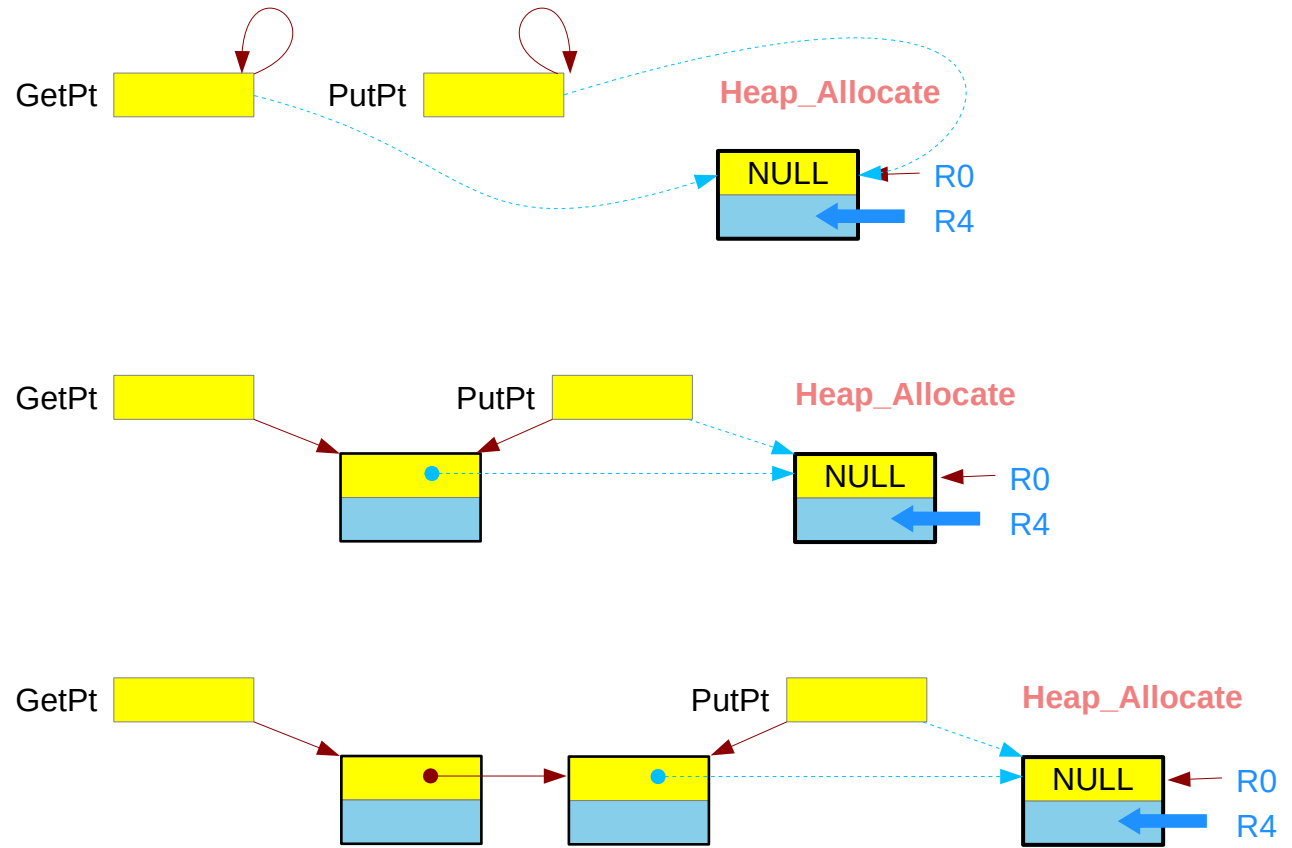 GetPt PutPt Heap_Allocate
NULL R0
R4
GetPt PutPt Heap_Allocate
NULL R0
R4
GetPt PutPt Heap_Allocate
NULL R0
R4